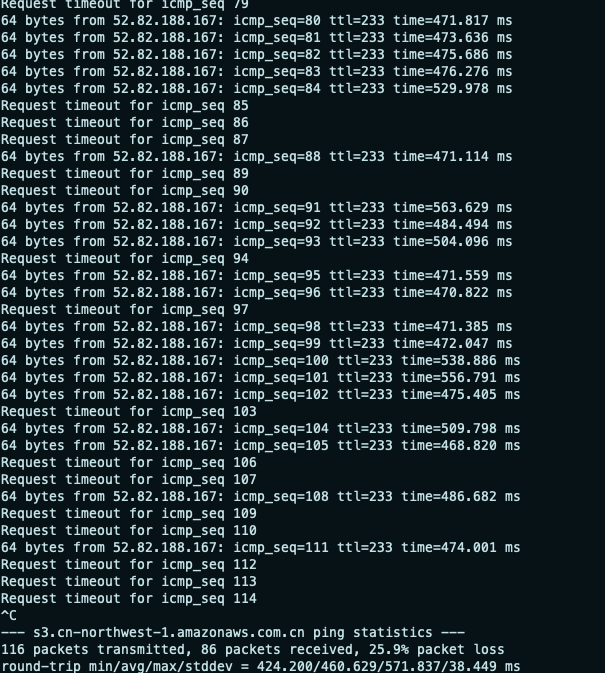 Request timeout for icmp_seq 79
64 bytes from 52.82.188.167: icmp_seq=80 ttl=233 time=471.817 ms
64 bytes from 52.82.188.167: icmp_seq=81 ttl=233 time=473.636 ms
64 bytes from 52.82.188.167: icmp_seq=82 ttl=233 time=475.686 ms
64 bytes from 52.82.188.167: icmp_seq=83 ttl=233 time=476.276 ms
64 bytes from 52.82.188.167: icmp_seq=84 ttl=233 time=529.978 ms
Request timeout for icmp_seq 85
Request timeout for icmp_seq 86
Request timeout for icmp_seq 87
64 bytes from 52.82.188.167: icmp_seq=88 ttl=233 time=471.114 ms
Request timeout for icmp_seq 89
Request timeout for icmp_seq 90
64 bytes from 52.82.188.167: icmp_seq=91 ttl=233 time=563.629 ms
64 bytes from 52.82.188.167: icmp_seq=92 ttl=233 time=484.494 ms
64 bytes from 52.82.188.167: icmp_seq=93 ttl=233 time=504.096 ms
Request timeout for icmp_seq 94
64 bytes from 52.82.188.167: icmp_seq=95 ttl=233 time=471.559 ms
64 bytes from 52.82.188.167: icmp_seq=96 ttl=233 time=470.822 ms
Request timeout for icmp_seq 97
64 bytes from 52.82.188.167: icmp_seq=98 ttl=233 time=471.385 ms
64 bytes from 52.82.188.167: icmp_seq=99 ttl=233 time=472.047 ms
64 bytes from 52.82.188.167: icmp_seq=100 ttl=233 time=538.886 ms
64 bytes from 52.82.188.167: icmp_seq=101 ttl=233 time=556.791 ms
64 bytes from 52.82.188.167: icmp_seq=102 ttl=233 time=475.405 ms
Request timeout for icmp_seq 103
64 bytes from 52.82.188.167: icmp_seq=104 ttl=233 time=509.798 ms
64 bytes from 52.82.188.167: icmp_seq=105 ttl=233 time=468.820 ms
Request timeout for icmp_seq 106
Request timeout for icmp_seq 107
64 bytes from 52.82.188.167: icmp_seq=108 ttl=233 time=486.682 ms
Request timeout for icmp_seq 109
Request timeout for icmp_seq 110
64 bytes from 52.82.188.167: icmp_seq=111 ttl=233 time=474.001 ms
Request timeout for icmp_seq 112
Request timeout for icmp_seq 113
Request timeout for icmp_seq 114
^C
--- s3.cn-northwest-1.amazonaws.com.cn ping statistics ---
116 packets transmitted, 86 packets received, 25.9% packet loss
round-trip min/avg/max/stddev = 424.200/460.629/571.837/38.449 ms